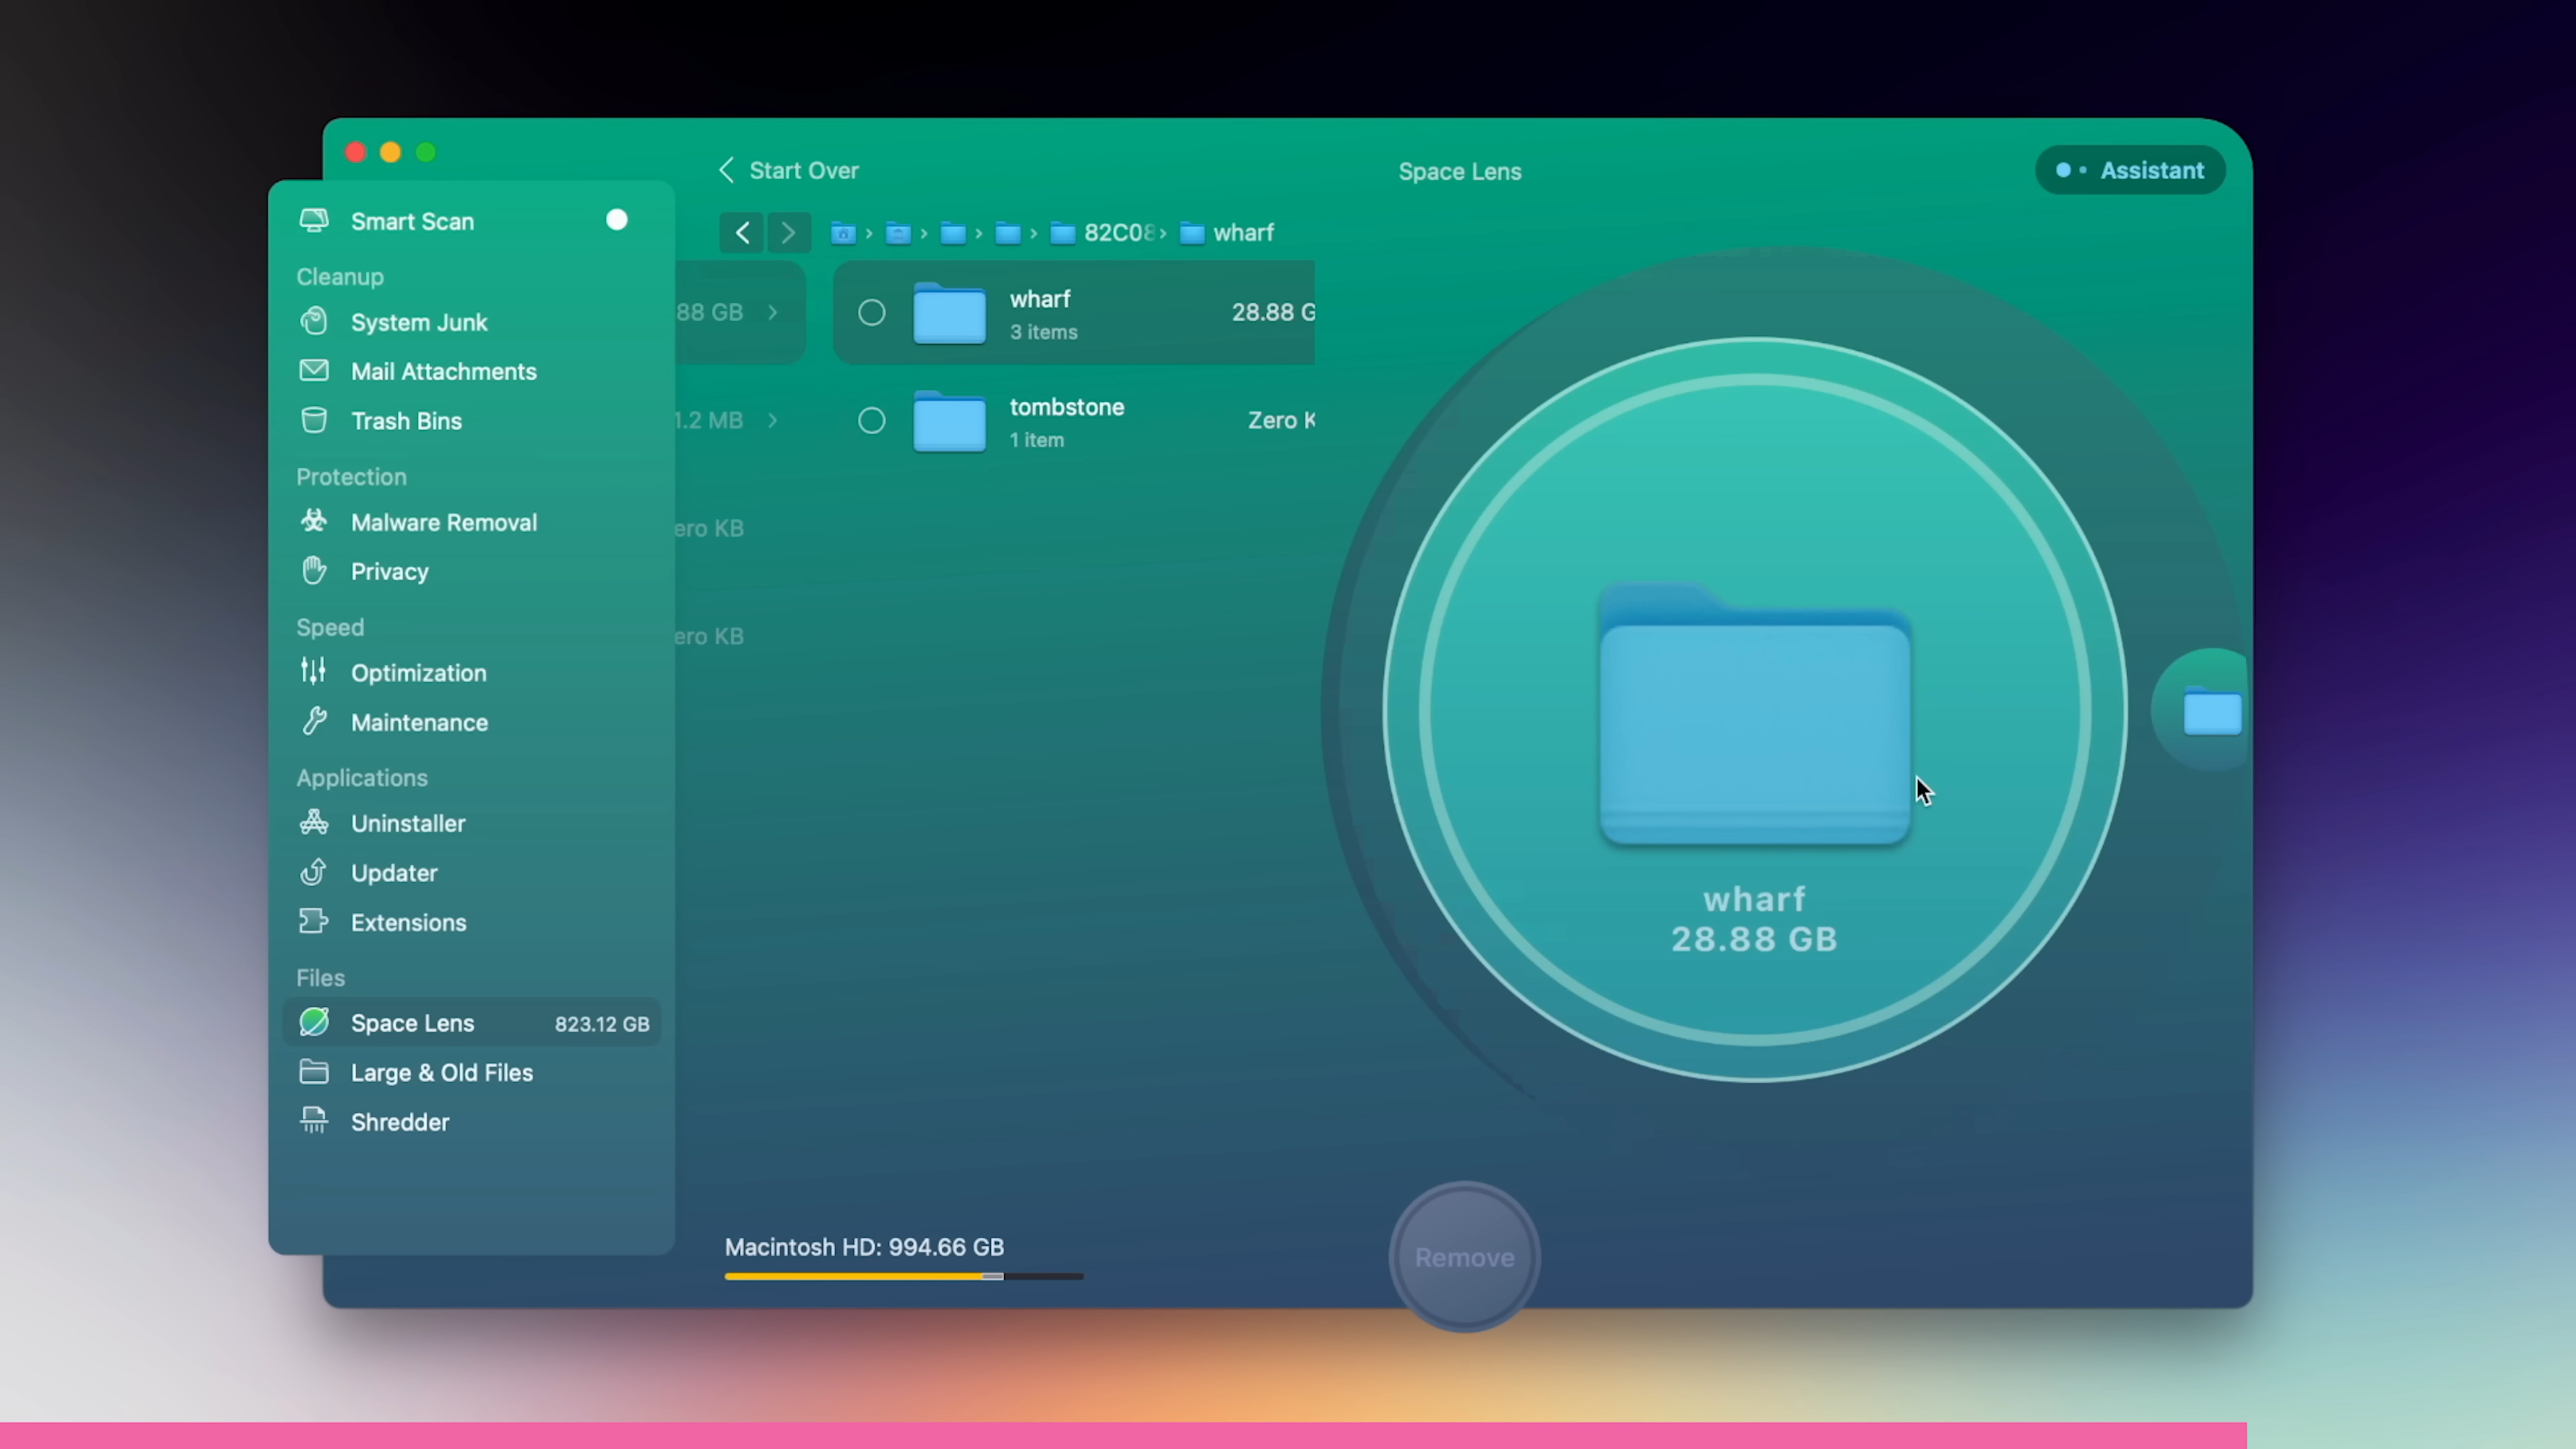 Start Over
Space Lens
Assistant
Smart Scan
Cleanup
System Junk
Mail Attachments
Trash Bins
Protection
Malware Removal
Privacy
Speed
Optimization
Maintenance
Applications
Uninstaller
Updater
Extensions
Files
Space Lens 823.12 GB
Large & Old Files
Shredder
82C08 wharf
88 GB
1.2 MB
ero KB
ero KB
wharf 28.88 G
3 items
tombstone Zero K
1 item
wharf
28.88 GB
Macintosh HD: 994.66 GB
Remove